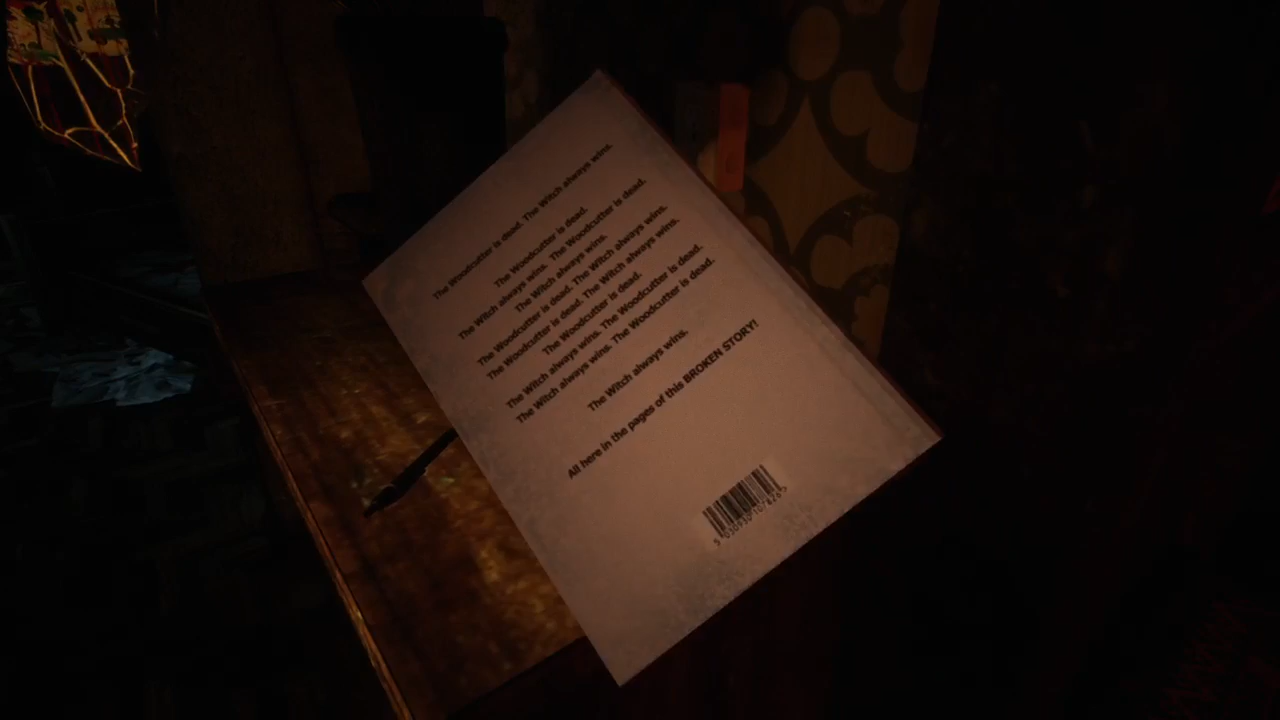 The Woodcutter is dead. The Witch always wins.
The Woodcutter is dead.
The Witch always wins. The Woodcutter is dead.
The Witch always wins.
The Woodcutter is dead. The Witch always wins.
The Woodcutter is dead. The Witch always wins.
The Woodcutter is dead.
The Witch always wins. The Woodcutter is dead.
The Witch always wins. The Woodcutter is dead.
The Witch always wins.
All here in the pages of this BROKEN STORY!